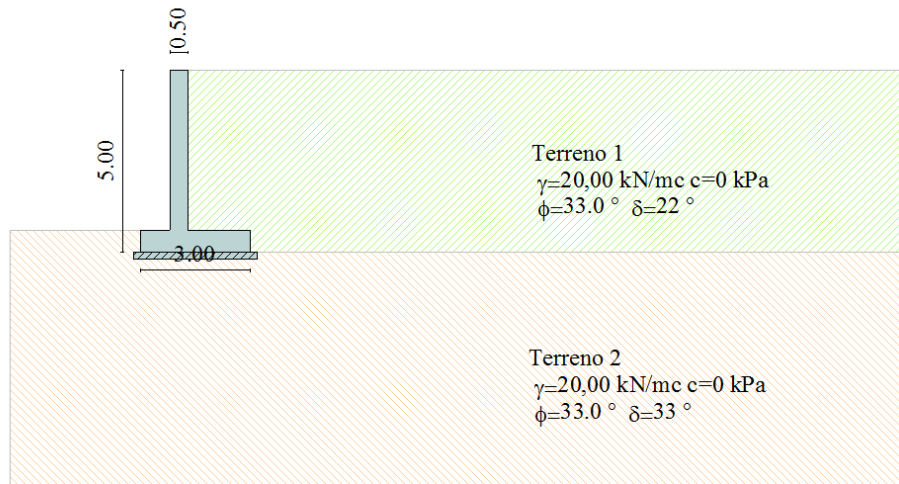 0.50
5.00
Terreno 1
γ=20,00 kN/mc c=0 kPa
ϕ=33.0 ° δ=22 °
3.00
Terreno 2
γ=20,00 kN/mc c=0 kPa
ϕ=33.0 ° δ=33 °